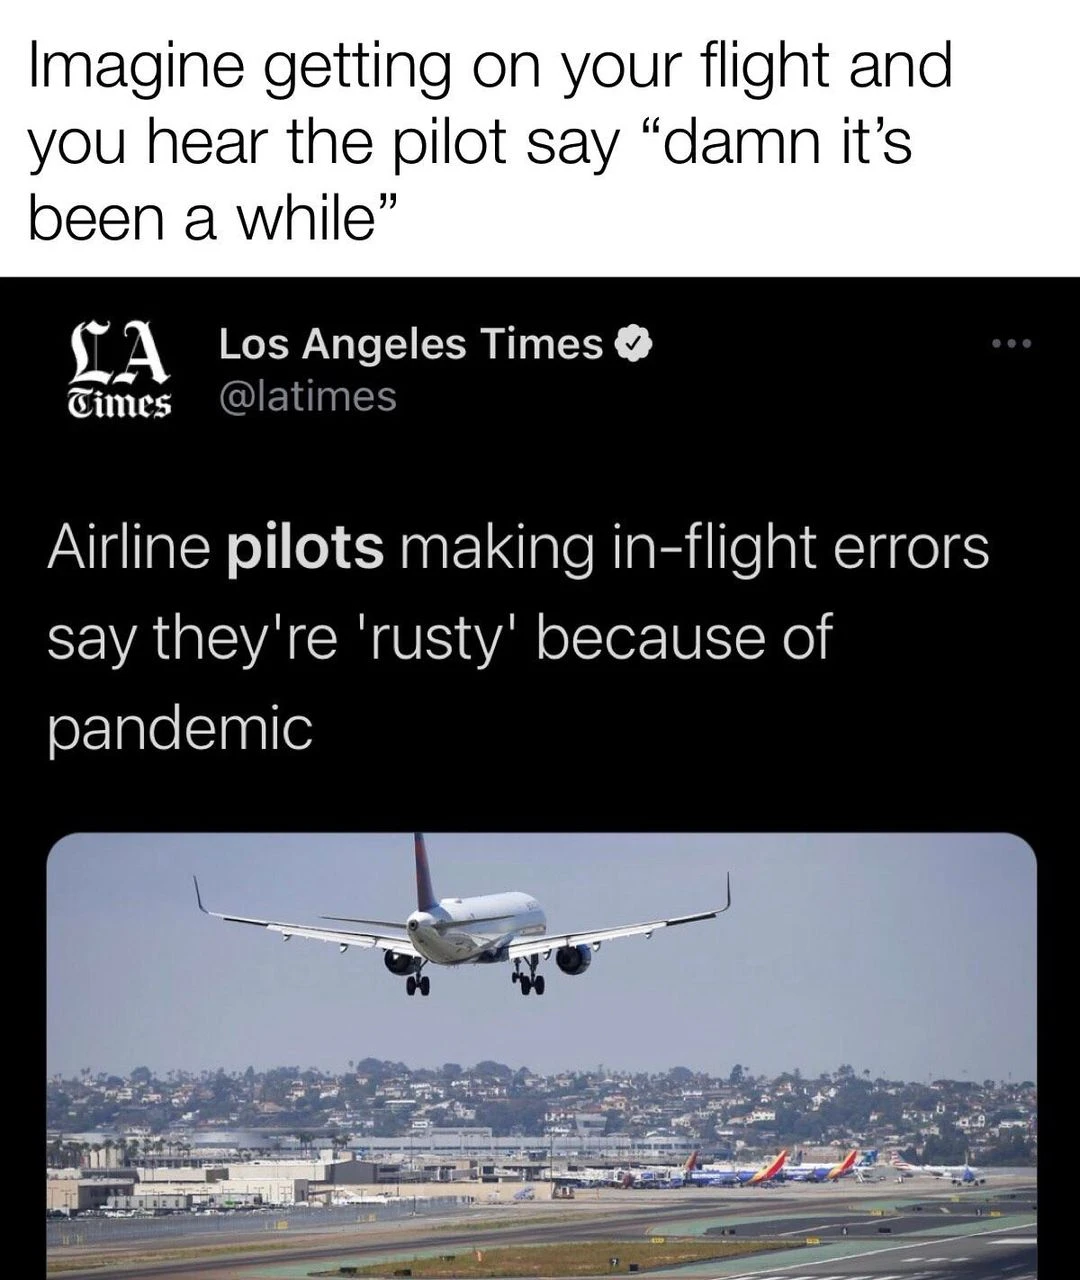 Imagine getting on your flight and
you hear the pilot say “damn it’s
been a while”
LA
Times
Los Angeles Times
@latimes
Airline pilots making in-flight errors
say they're 'rusty' because of
pandemic